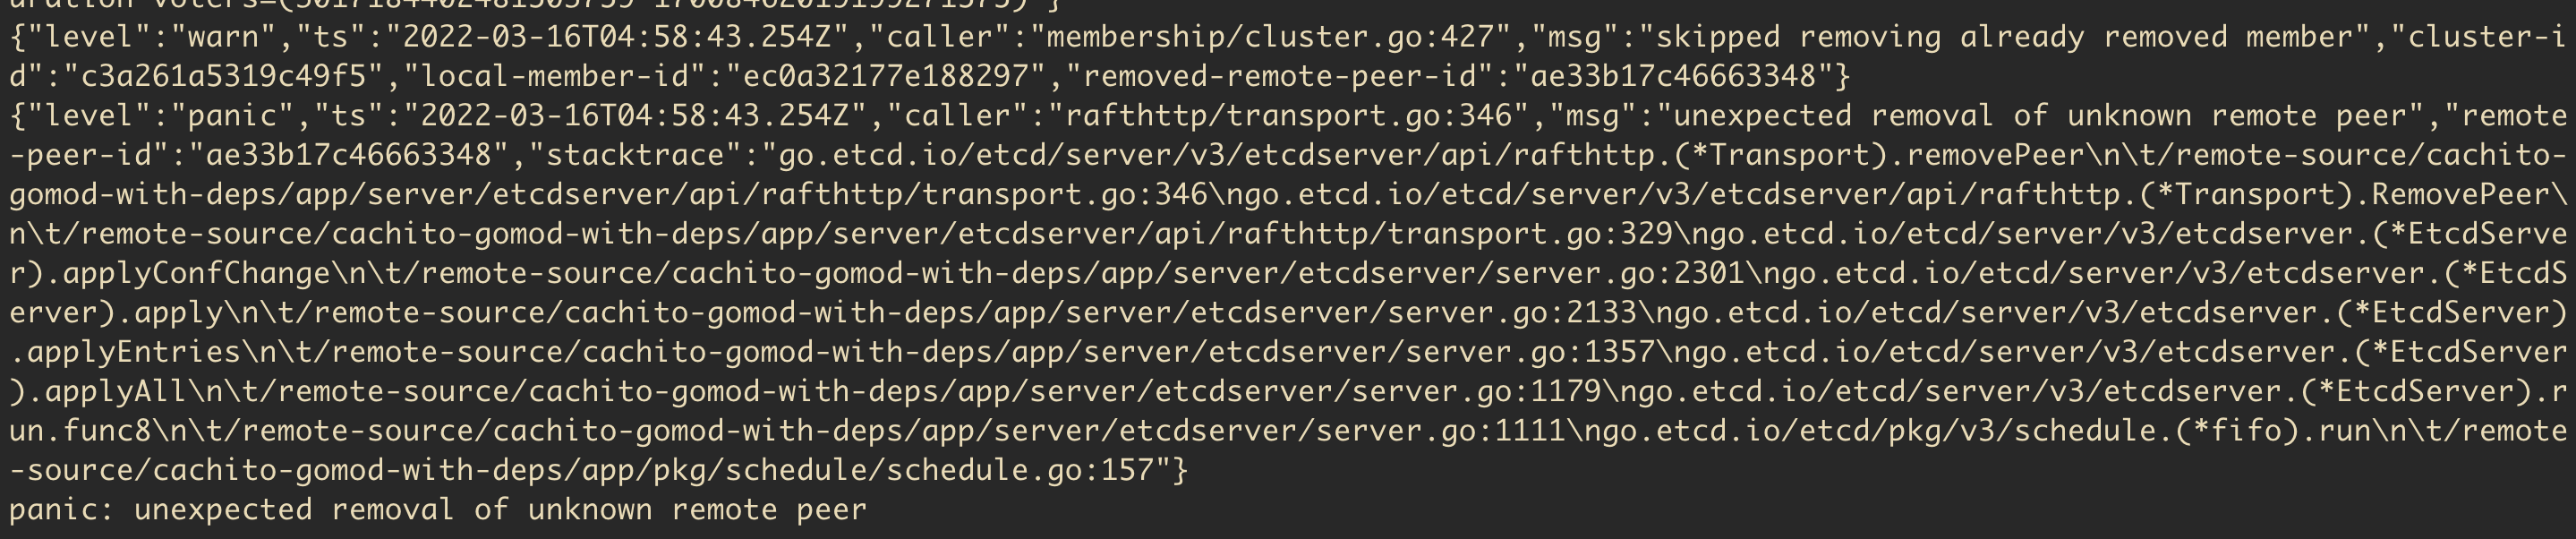 {"level":"warn","ts":"2022-03-16T04:58:43.254Z","caller":"membership/cluster.go:427","msg":"skipped removing already removed member","cluster-i
d":"c3a261a5319c49f5","local-member-id":"ec0a32177e188297","removed-remote-peer-id":"ae33b17c46663348"}
{"level":"panic","ts":"2022-03-16T04:58:43.254Z","caller":"rafthttp/transport.go:346","msg":"unexpected removal of unknown remote peer","remote
-peer-id":"ae33b17c46663348","stacktrace":"go.etcd.io/etcd/server/v3/etcdserver/api/rafthttp.(*Transport).removePeer\n\t/remote-source/cachito-
gomod-with-deps/app/server/etcdserver/api/rafthttp/transport.go:346\ngo.etcd.io/etcd/server/v3/etcdserver/api/rafthttp.(*Transport).RemovePeer\
n\t/remote-source/cachito-gomod-with-deps/app/server/etcdserver/api/rafthttp/transport.go:329\ngo.etcd.io/etcd/server/v3/etcdserver.(*EtcdServe
r).applyConfChange\n\t/remote-source/cachito-gomod-with-deps/app/server/etcdserver/server.go:2301\ngo.etcd.io/etcd/server/v3/etcdserver.(*EtcdS
erver).apply\n\t/remote-source/cachito-gomod-with-deps/app/server/etcdserver/server.go:2133\ngo.etcd.io/etcd/server/v3/etcdserver.(*EtcdServer)
.applyEntries\n\t/remote-source/cachito-gomod-with-deps/app/server/etcdserver/server.go:1357\ngo.etcd.io/etcd/server/v3/etcdserver.(*EtcdServer
).applyAll\n\t/remote-source/cachito-gomod-with-deps/app/server/etcdserver/server.go:1179\ngo.etcd.io/etcd/server/v3/etcdserver.(*EtcdServer).r
un.func8\n\t/remote-source/cachito-gomod-with-deps/app/server/etcdserver/server.go:1111\ngo.etcd.io/etcd/pkg/v3/schedule.(*fifo).run\n\t/remote
-source/cachito-gomod-with-deps/app/pkg/schedule/schedule.go:157"}
panic: unexpected removal of unknown remote peer